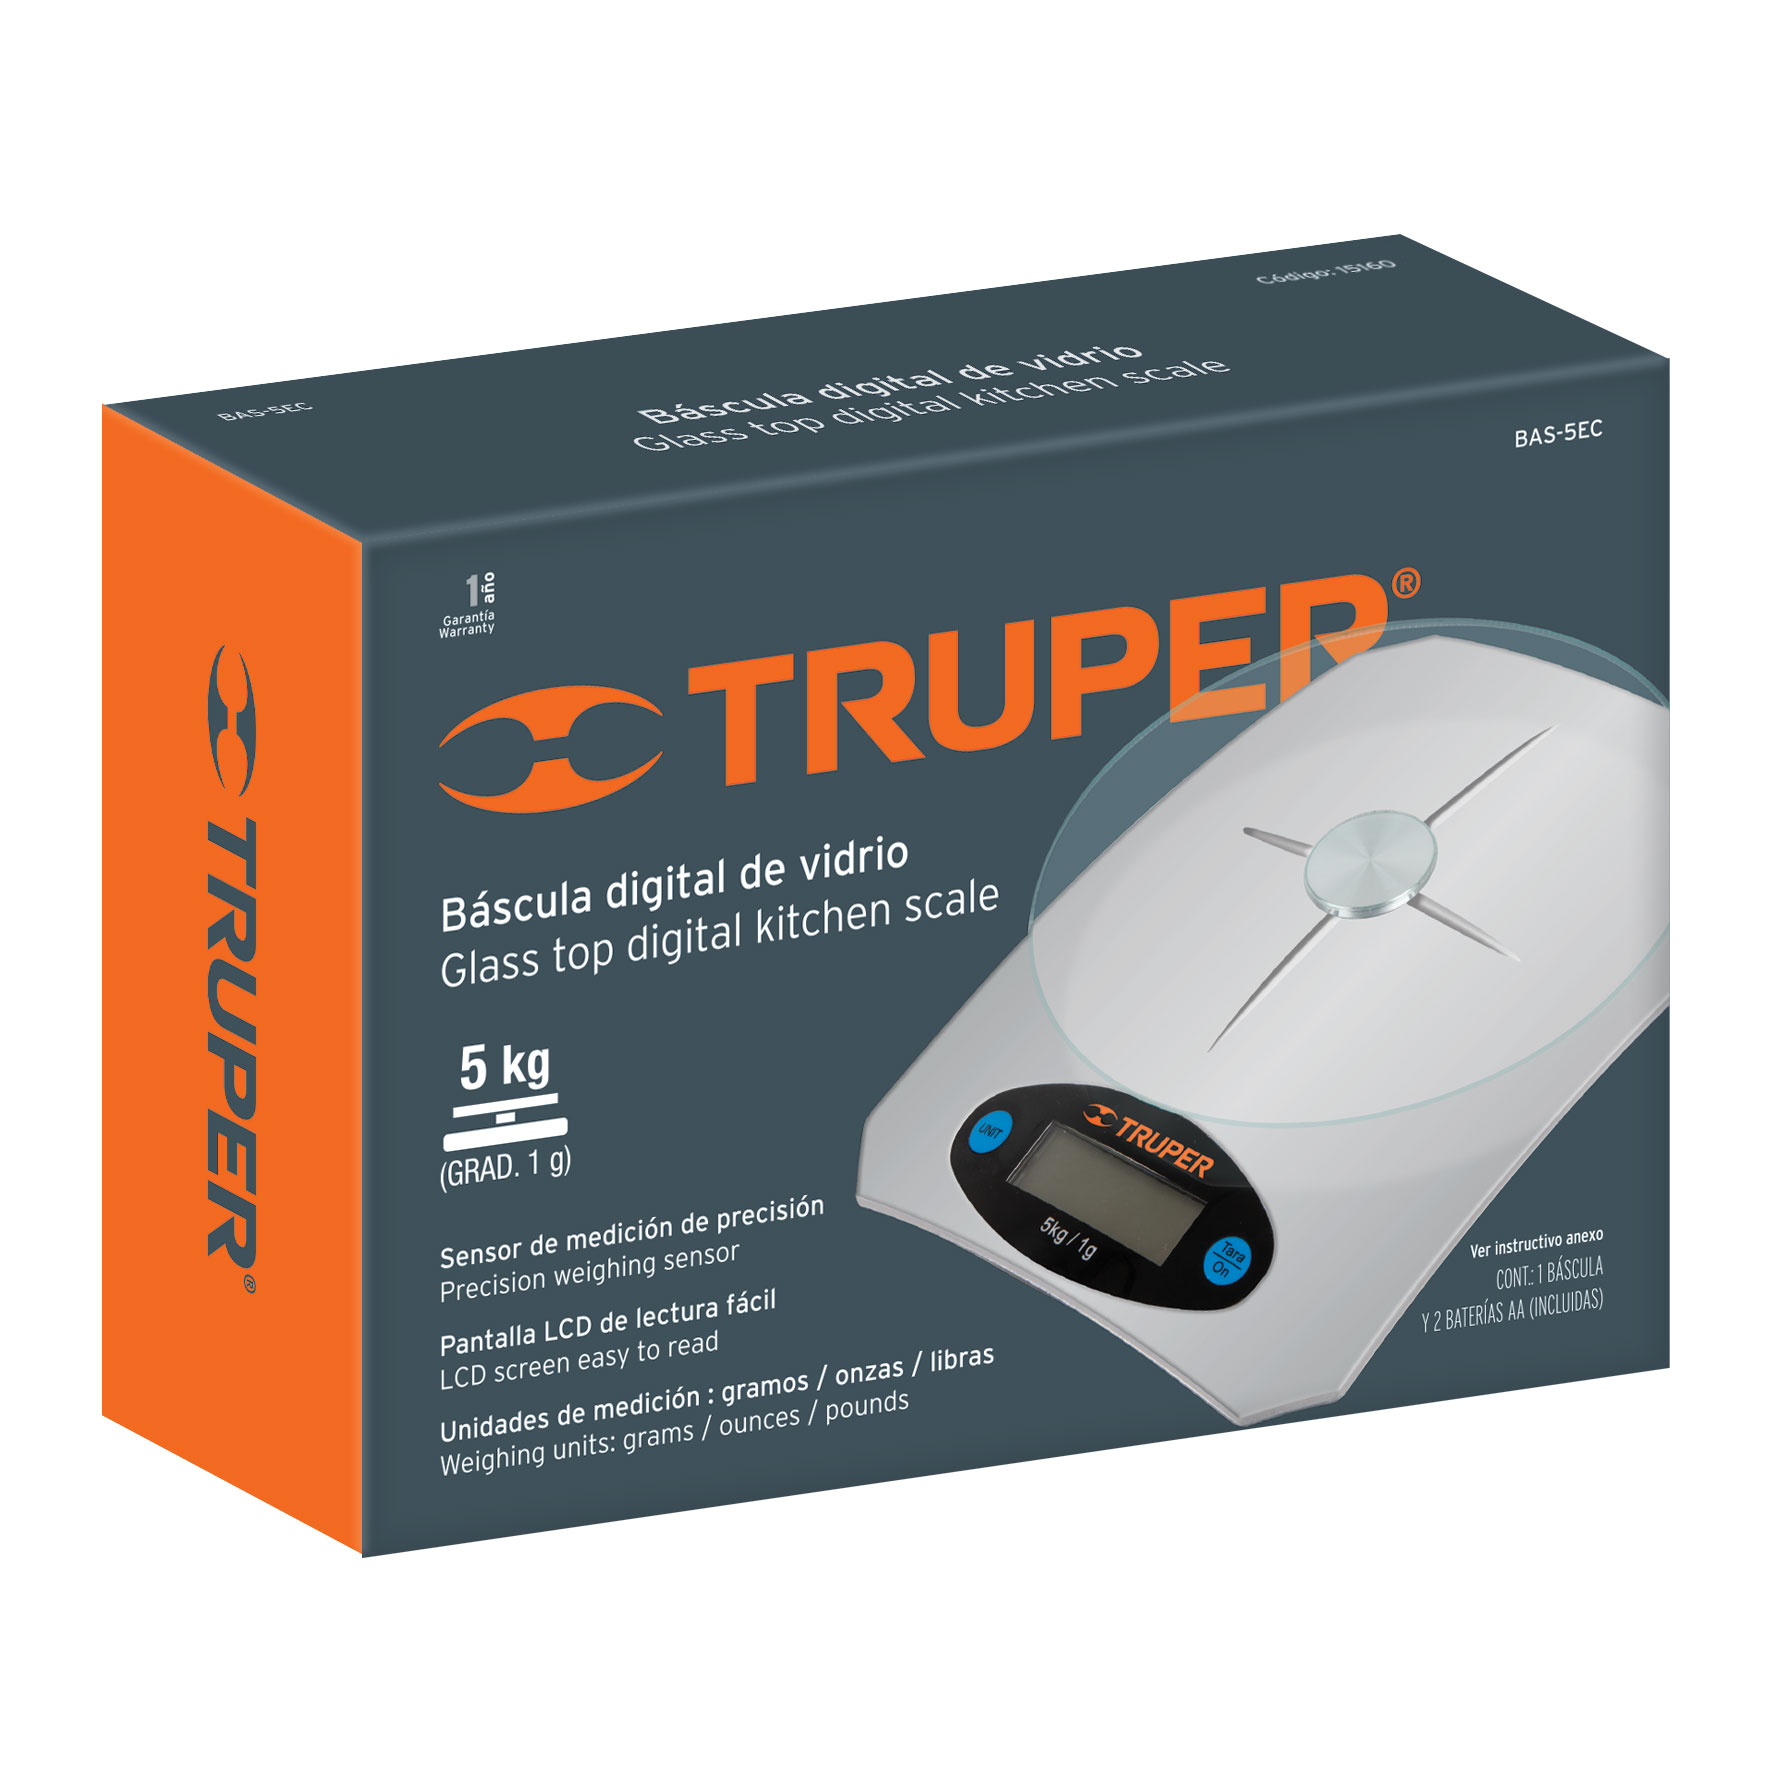 Código: 15160
BAS-5EC
Báscula digital de vidrio
Glass top digital kitchen scale
BAS-5EC
1 año
Garantía
Warranty
TRUPER®
TRUPER®
Báscula digital de vidrio
Glass top digital kitchen scale
5 kg
(GRAD. 1 g)
Sensor de medición de precisión
Precision weighing sensor
Pantalla LCD de lectura fácil
LCD screen easy to read
Unidades de medición : gramos / onzas / libras
Weighing units: grams / ounces / pounds
UNIT
TRUPER
5kg / 1g
Tara
On
Ver instructivo anexo
CONT.: 1 BÁSCULA
Y 2 BATERÍAS AA (INCLUIDAS)